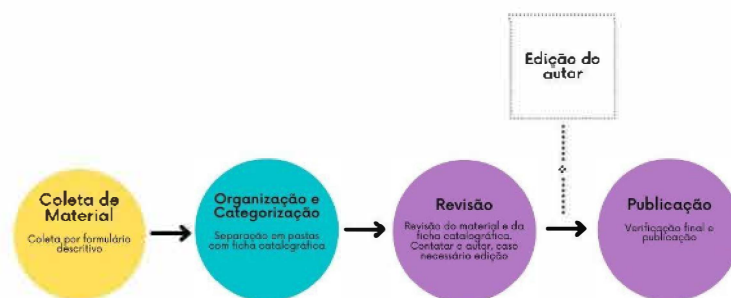 Edição do
autor
Coleta de
Material
Coleta por formulário
descritivo
Organização e
Categorização
Separação em pastas
com ficha catalográfica
Revisão
Revisão do material e da
ficha catalográfica.
Contatar o autor, caso
necessário edição
Publicação
Verificação final e
publicação